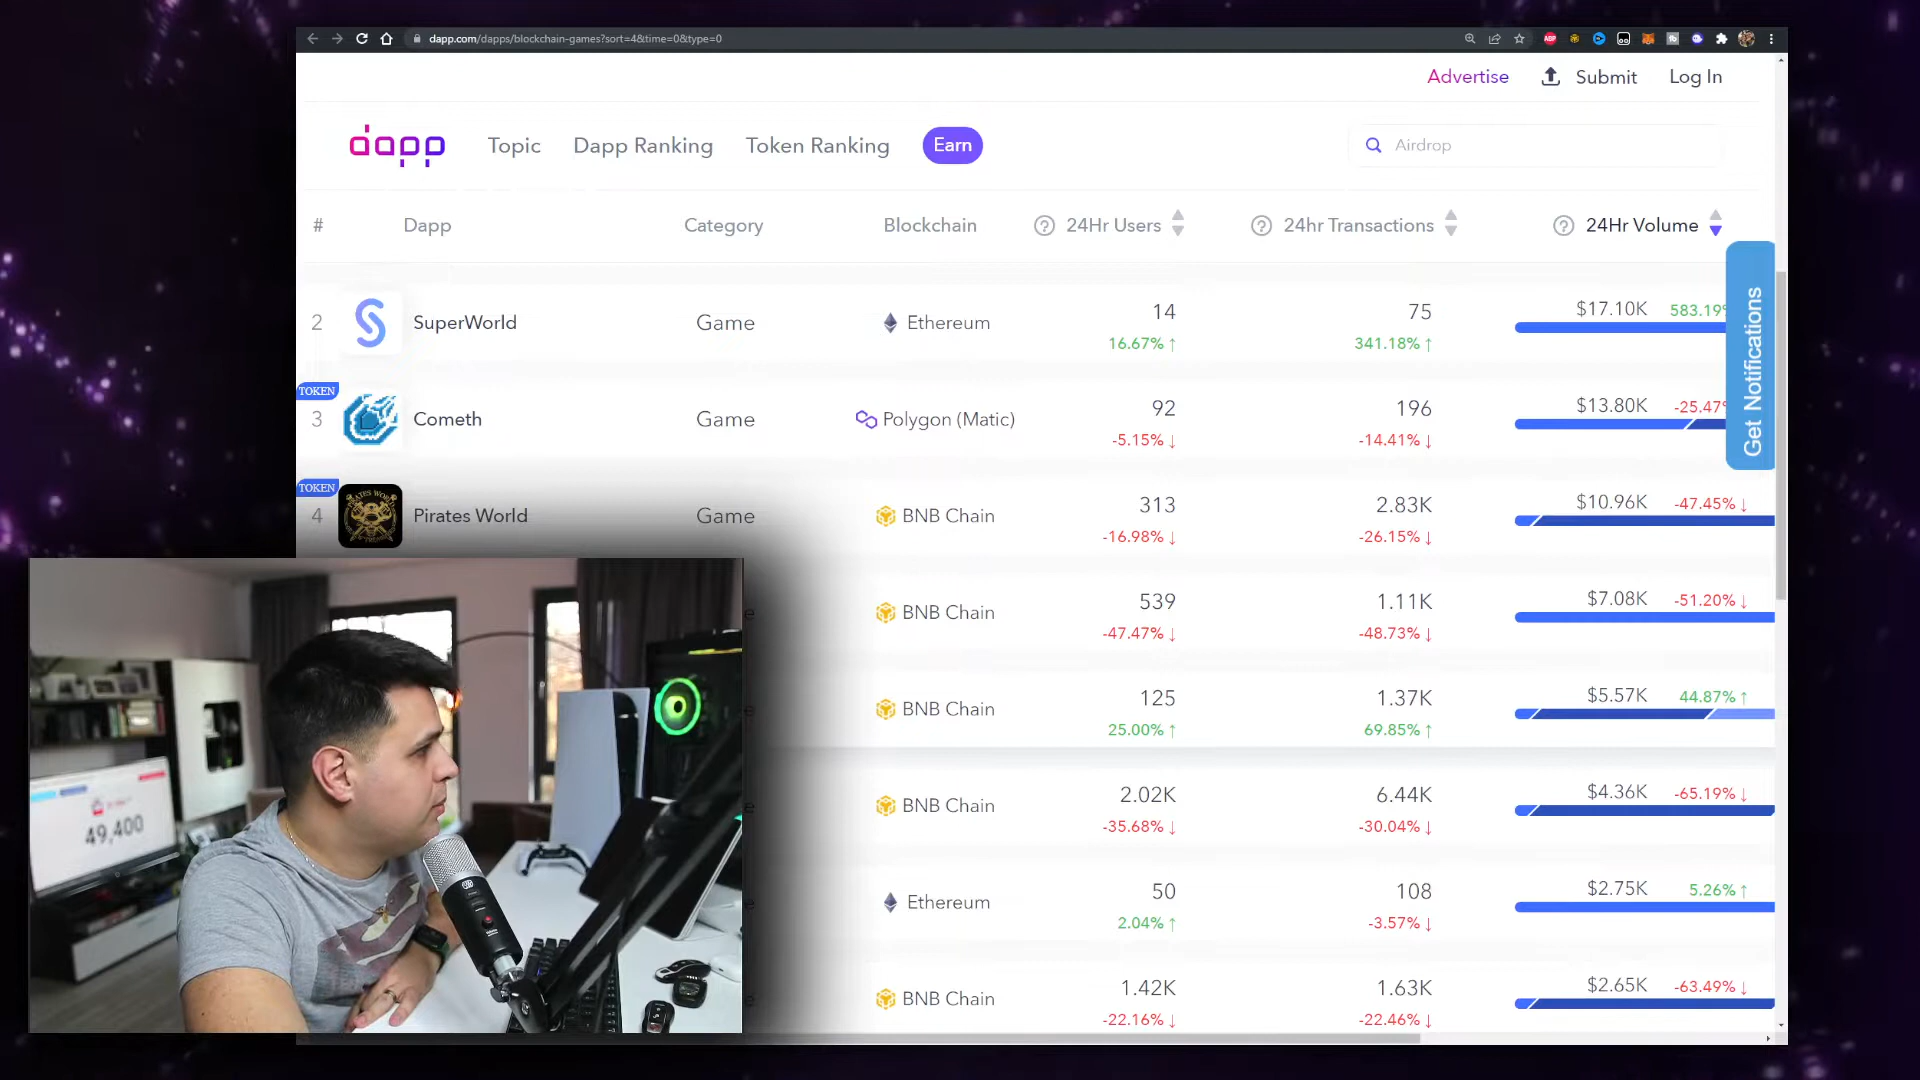 dapp.com/dapps/blockchain-games?sort=4&time=0&type=0
ABP
Advertise Submit Log In
dapp Topic Dapp Ranking Token Ranking Earn Airdrop
# Dapp Category Blockchain 24Hr Users 24hr Transactions 24Hr Volume
2 SuperWorld Game Ethereum 14 75 $17.10K 583.19%
16.67% ↑ 341.18% ↑
TOKEN
3 Cometh Game Polygon (Matic) 92 196 $13.80K -25.47%
-5.15% ↓ -14.41% ↓
Get Notifications
TOKEN
4 PIRATES WORLD Pirates World Game BNB Chain 313 2.83K $10.96K -47.45% ↓
-16.98% ↓ -26.15% ↓
BNB Chain 539 1.11K $7.08K -51.20% ↓
-47.47% ↓ -48.73% ↓
BNB Chain 125 1.37K $5.57K 44.87% ↑
25.00% ↑ 69.85% ↑
BNB Chain 2.02K 6.44K $4.36K -65.19% ↓
-35.68% ↓ -30.04% ↓
Ethereum 50 108 $2.75K 5.26% ↑
2.04% ↑ -3.57% ↓
BNB Chain 1.42K 1.63K $2.65K -63.49% ↓
-22.16% ↓ -22.46% ↓
49,400